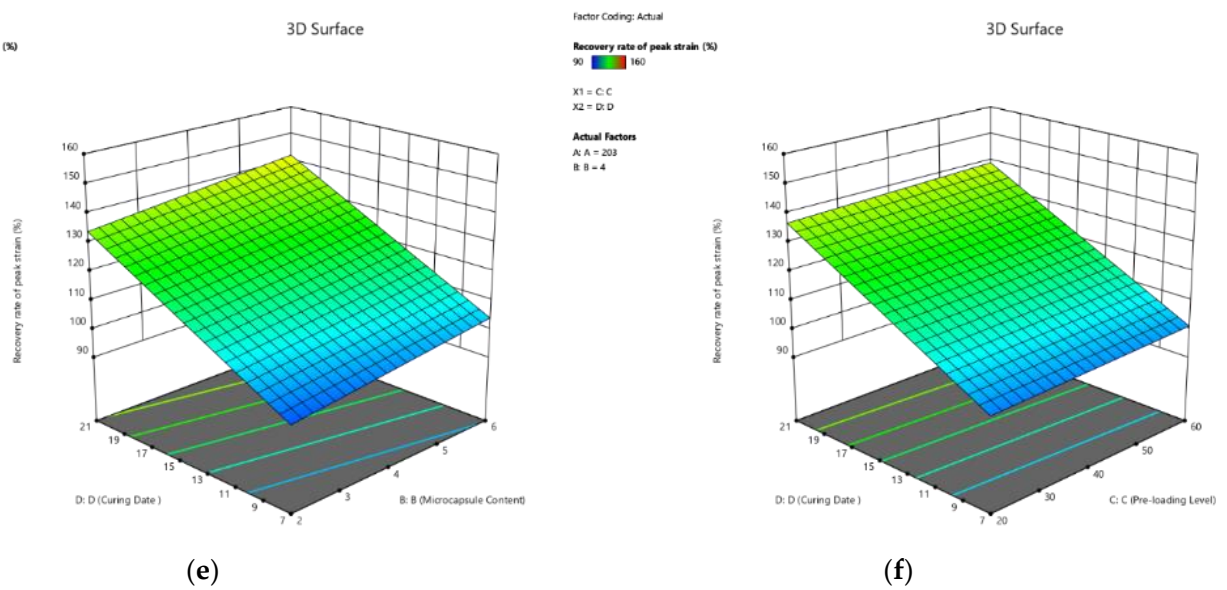 3D Surface
(%)
160
150
140
130
120
110
100
90
Recovery rate of peak strain (%)
21
19
17
15
13
11
9
7
2
3
4
5
6
D: D (Curing Date )
B: B (Microcapsule Content)
(e)
Factor Coding: Actual
Recovery rate of peak strain (%)
90 160
X1 = C: C
X2 = D: D
Actual Factors
A: A = 203
B: B = 4
3D Surface
160
150
140
130
120
110
100
90
Recovery rate of peak strain (%)
21
19
17
15
13
11
9
7
20
30
40
50
60
D: D (Curing Date )
C: C (Pre-loading Level)
(f)